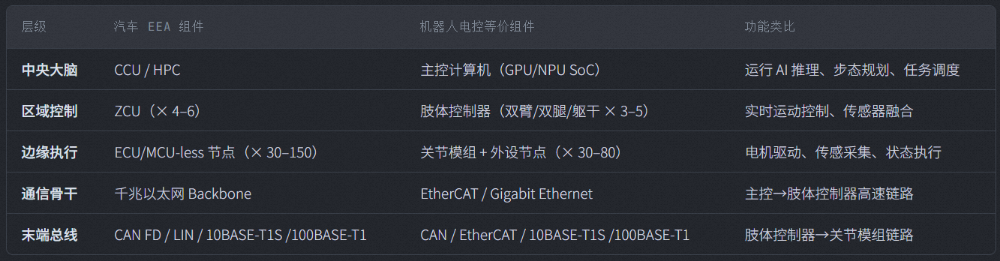 层级 汽车 EEA 组件 机器人电控等价组件 功能类比
中央大脑 CCU / HPC 主控计算机（GPU/NPU SoC） 运行 AI 推理、步态规划、任务调度
区域控制 ZCU（× 4–6） 肢体控制器（双臂/双腿/躯干 × 3–5） 实时运动控制、传感器融合
边缘执行 ECU/MCU-less 节点（× 30–150） 关节模组 + 外设节点（× 30–80） 电机驱动、传感采集、状态执行
通信骨干 千兆以太网 Backbone EtherCAT / Gigabit Ethernet 主控→肢体控制器高速链路
末端总线 CAN FD / LIN / 10BASE-T1S /100BASE-T1 CAN / EtherCAT / 10BASE-T1S /100BASE-T1 肢体控制器→关节模组链路